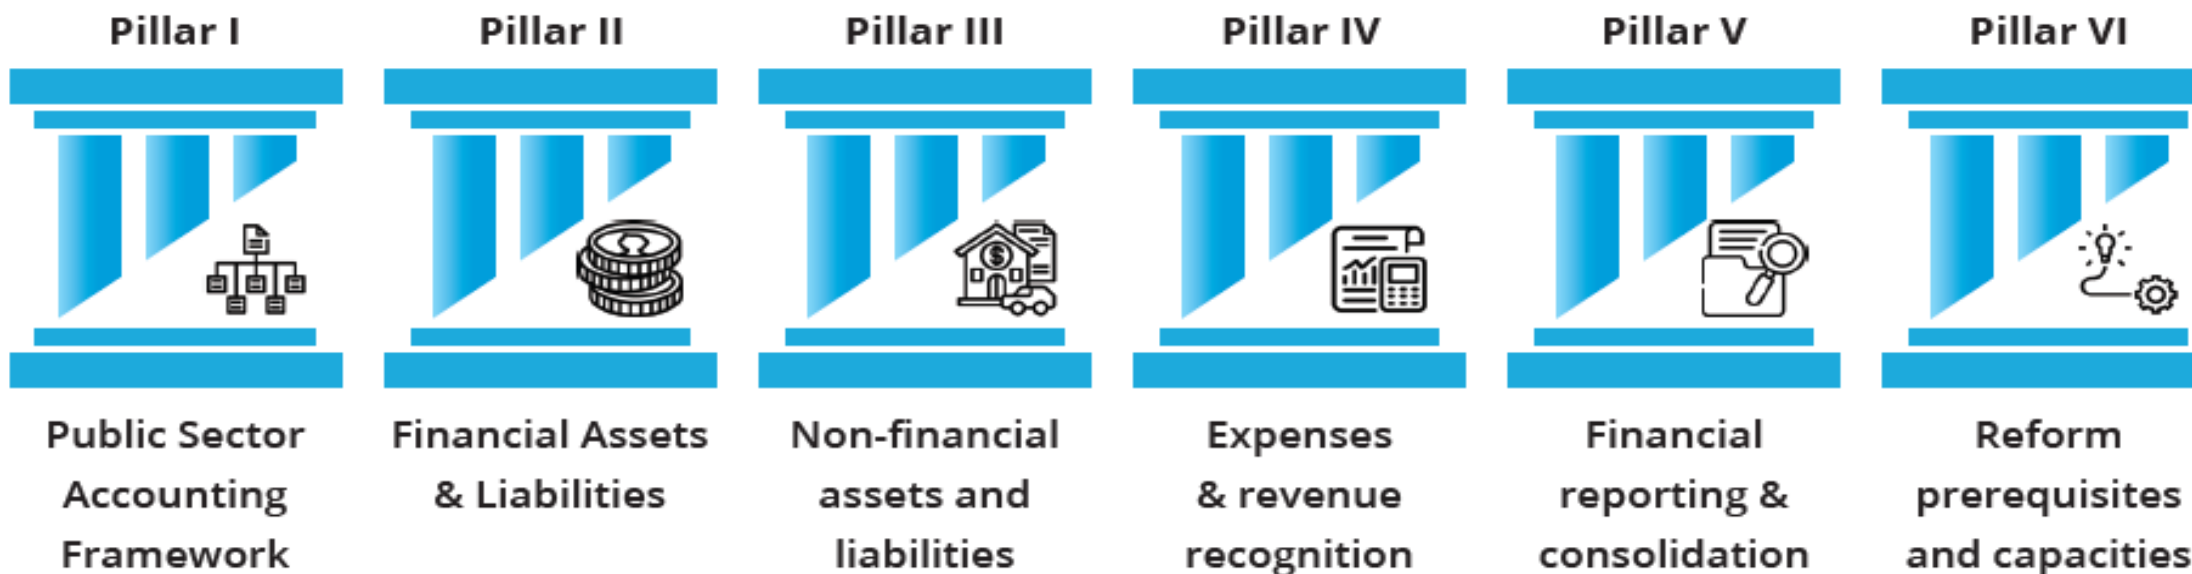 Pillar I
Public Sector
Accounting
Framework
Pillar II
Financial Assets
& Liabilities
Pillar III
Non-financial
assets and
liabilities
Pillar IV
Expenses
& revenue
recognition
Pillar V
Financial
reporting &
consolidation
Pillar VI
Reform
prerequisites
and capacities